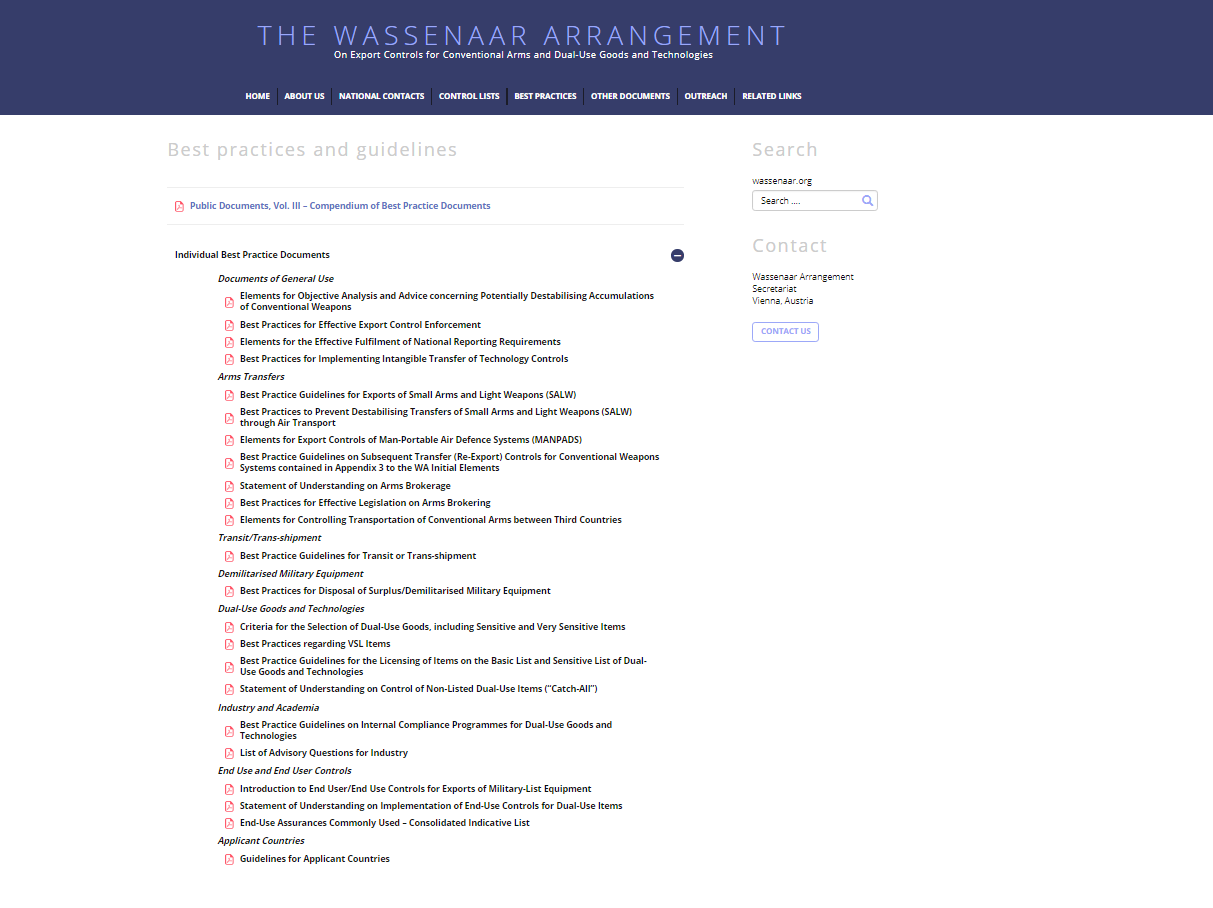 THE WASSENAAR ARRANGEMENT
On Export Controls for Conventional Arms and Dual-Use Goods and Technologies
HOME ABOUT US NATIONAL CONTACTS CONTROL LISTS BEST PRACTICES OTHER DOCUMENTS OUTREACH RELATED LINKS
Best practices and guidelines
Public Documents, Vol. III – Compendium of Best Practice Documents
Individual Best Practice Documents
Documents of General Use
Elements for Objective Analysis and Advice concerning Potentially Destabilising Accumulations
of Conventional Weapons
Best Practices for Effective Export Control Enforcement
Elements for the Effective Fulfilment of National Reporting Requirements
Best Practices for Implementing Intangible Transfer of Technology Controls
Arms Transfers
Best Practice Guidelines for Exports of Small Arms and Light Weapons (SALW)
Best Practices to Prevent Destabilising Transfers of Small Arms and Light Weapons (SALW)
through Air Transport
Elements for Export Controls of Man-Portable Air Defence Systems (MANPADS)
Best Practice Guidelines on Subsequent Transfer (Re-Export) Controls for Conventional Weapons
Systems contained in Appendix 3 to the WA Initial Elements
Statement of Understanding on Arms Brokerage
Best Practices for Effective Legislation on Arms Brokering
Elements for Controlling Transportation of Conventional Arms between Third Countries
Transit/Trans-shipment
Best Practice Guidelines for Transit or Trans-shipment
Demilitarised Military Equipment
Best Practices for Disposal of Surplus/Demilitarised Military Equipment
Dual-Use Goods and Technologies
Criteria for the Selection of Dual-Use Goods, including Sensitive and Very Sensitive Items
Best Practices regarding VSL Items
Best Practice Guidelines for the Licensing of Items on the Basic List and Sensitive List of Dual-
Use Goods and Technologies
Statement of Understanding on Control of Non-Listed Dual-Use Items (“Catch-All”)
Industry and Academia
Best Practice Guidelines on Internal Compliance Programmes for Dual-Use Goods and
Technologies
List of Advisory Questions for Industry
End Use and End User Controls
Introduction to End User/End Use Controls for Exports of Military-List Equipment
Statement of Understanding on Implementation of End-Use Controls for Dual-Use Items
End-Use Assurances Commonly Used – Consolidated Indicative List
Applicant Countries
Guidelines for Applicant Countries
Search
wassenaar.org
Search ....
Contact
Wassenaar Arrangement
Secretariat
Vienna, Austria
CONTACT US